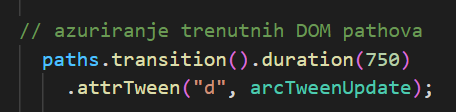 // azuriranje trenutnih DOM pathova
paths.transition().duration(750)
.attrTween("d", arcTweenUpdate);